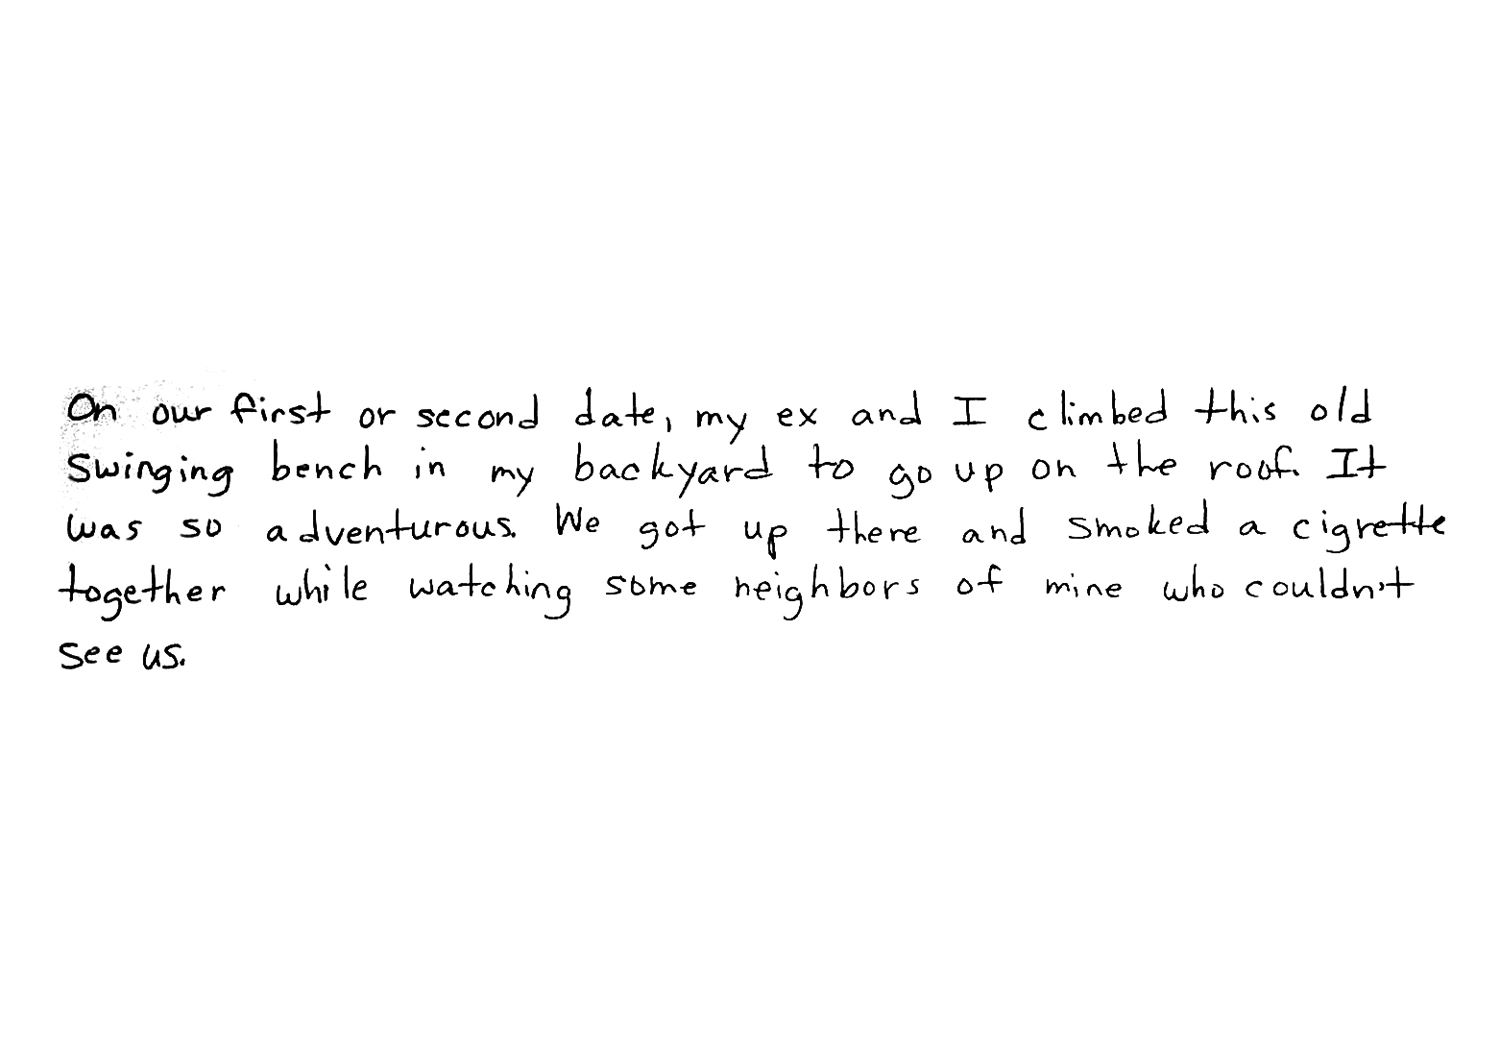 On our first or second date, my ex and I climbed this old
swinging bench in my backyard to go up on the roof. It
was so adventurous. We got up there and smoked a cigrette
together while watching some neighbors of mine who couldn't
see us.